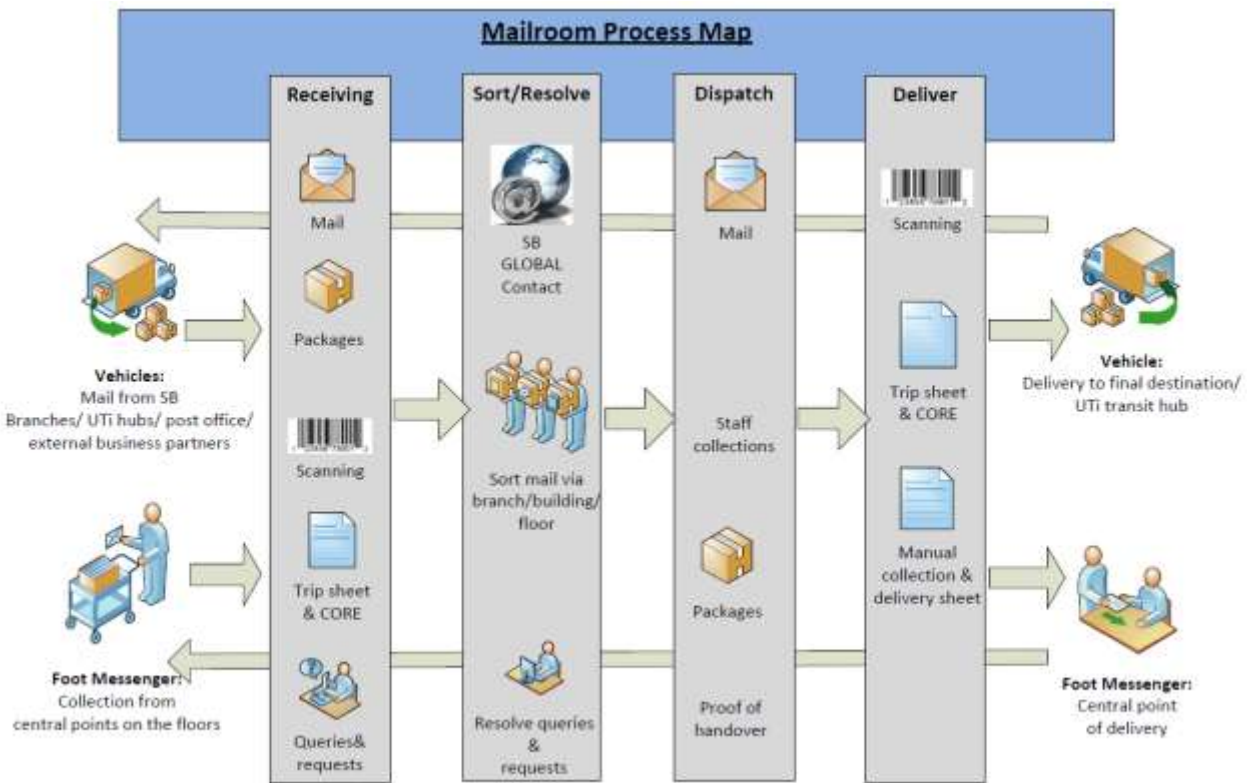 Mailroom Process Map
Receiving
Mail
Packages
Scanning
Trip sheet
& CORE
Queries&
requests
Sort/Resolve
SB
GLOBAL
Contact
Sort mail via
branch/building/
floor
Resolve queries
&
requests
Dispatch
Mail
Staff
collections
Packages
Proof of
handover
Deliver
Scanning
Trip sheet
& CORE
Manual
collection &
delivery sheet
Vehicles:
Mail from SB
Branches/ UTi hubs/ post office/
external business partners
Foot Messenger:
Collection from
central points on the floors
Vehicle:
Delivery to final destination/
UTi transit hub
Foot Messenger:
Central point
of delivery